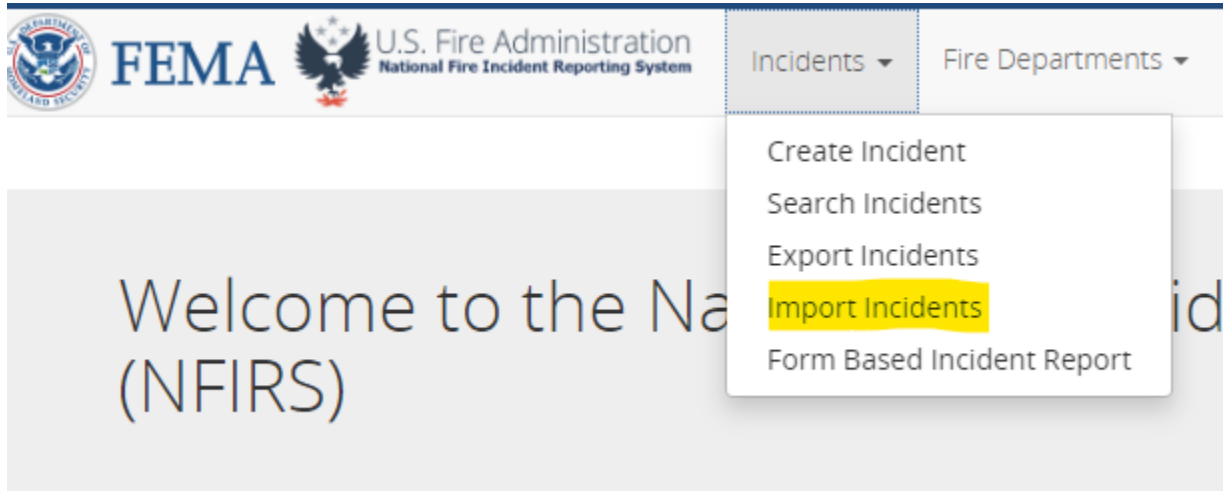 FEMA
U.S. Fire Administration
National Fire Incident Reporting System
Incidents
Fire Departments
Create Incident
Search Incidents
Export Incidents
Import Incidents
Form Based Incident Report
Welcome to the Na id
(NFIRS)